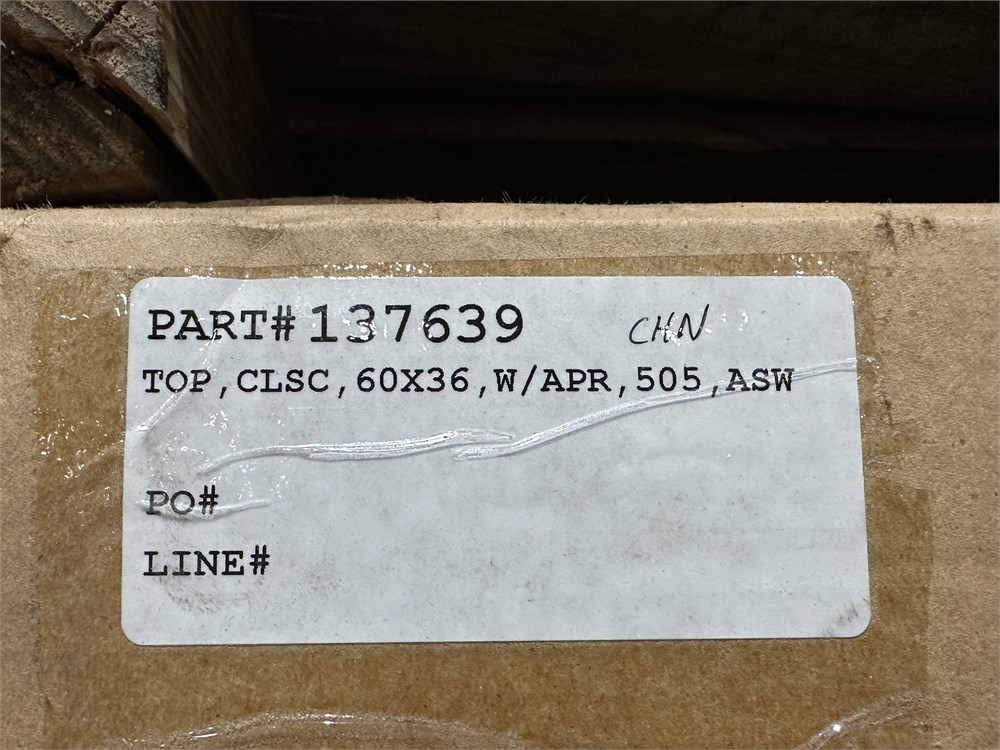 PART#137639 CHN
TOP,CLSC,60X36,W/APR,505,ASW
PO#
LINE#